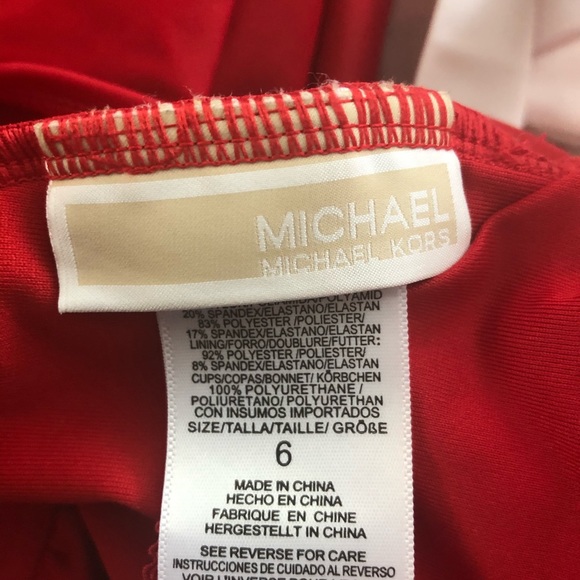 MICHAEL
MICHAEL KORS
20% SPANDEX/ELASTANO/ELASTAN
83% POLYESTER /POLIESTER/
17% SPANDEX/ELASTANO/ELASTAN
LINING/FORRO/DOUBLURE/FUTTER:
92% POLYESTER /POLIESTER/
8% SPANDEX/ELASTANO/ELASTAN
CUPS/COPAS/BONNET/ KÖRBCHEN
100% POLYURETHANE /
POLIURETANO/ POLYURETHAN
CON INSUMOS IMPORTADOS
SIZE/TALLA/TAILLE/ GRÖßE
6
MADE IN CHINA
HECHO EN CHINA
FABRIQUE EN CHINE
HERGESTELLT IN CHINA
SEE REVERSE FOR CARE
INSTRUCCIONES DE CUIDADO AL REVERSO